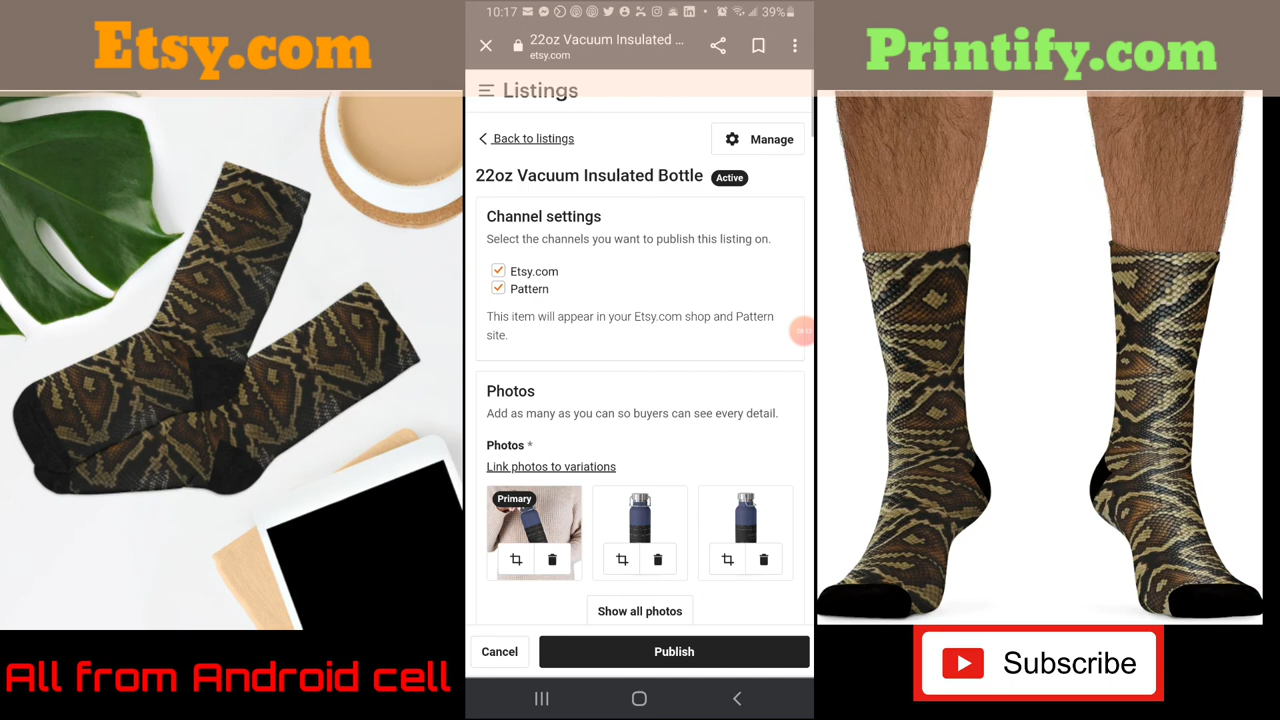 Etsy.com
10:17
39%
22oz Vacuum Insulated ...
etsy.com
Printify.com
Listings
Back to listings
Manage
22oz Vacuum Insulated Bottle
Active
Channel settings
Select the channels you want to publish this listing on.
Etsy.com
Pattern
This item will appear in your Etsy.com shop and Pattern
site.
Photos
Add as many as you can so buyers can see every detail.
Photos *
Link photos to variations
Primary
Show all photos
Cancel
Publish
All from Android cell
Subscribe